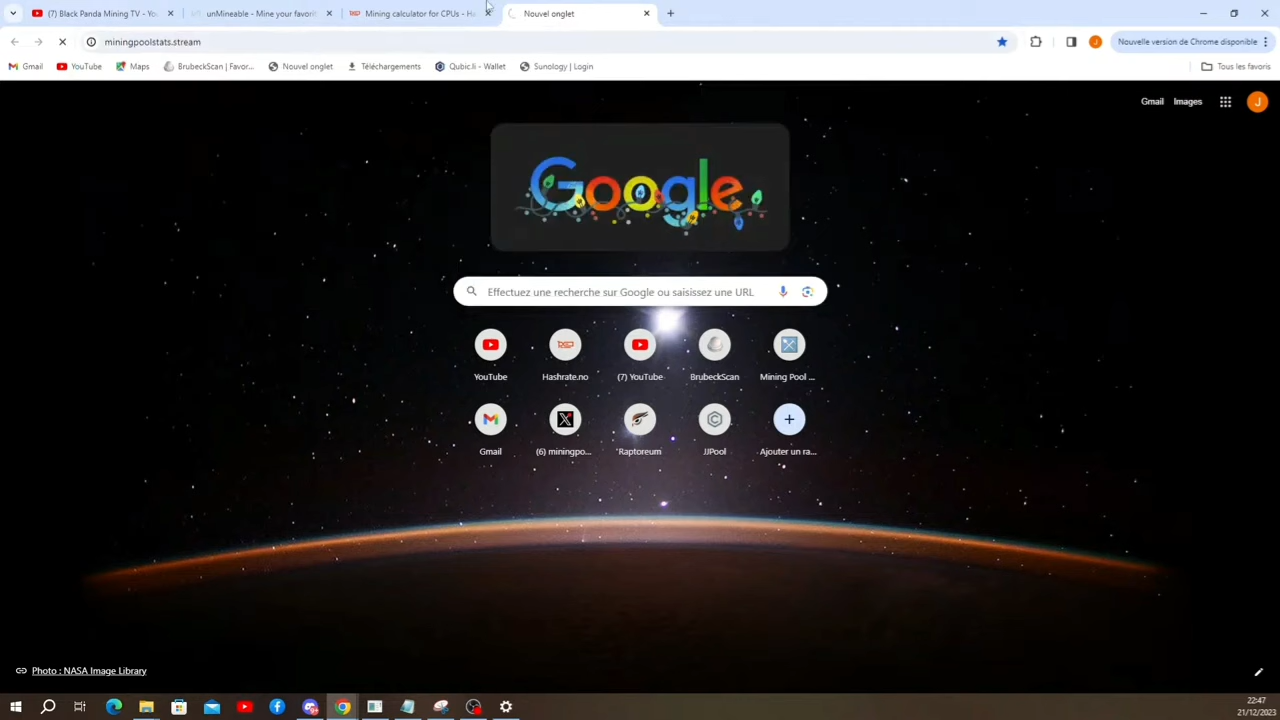 (7) Black Panda Mining TV - Yo
unMineable - Mine your favorit
Mining calculator for CPUs - Ha
Nouvel onglet
miningpoolstats.stream
Nouvelle version de Chrome disponible
Gmail
YouTube
Maps
BrubeckScan | Favor...
Nouvel onglet
Téléchargements
Qubic.li - Wallet
Sunology | Login
Tous les favoris
Gmail
Images
J
Google
Effectuez une recherche sur Google ou saisissez une URL
YouTube
Hashrate.no
(7) YouTube
BrubeckScan
Mining Pool ...
Gmail
(6) miningpo...
Raptoreum
JJPool
Ajouter un ra...
Photo : NASA Image Library
22:47
21/12/2023